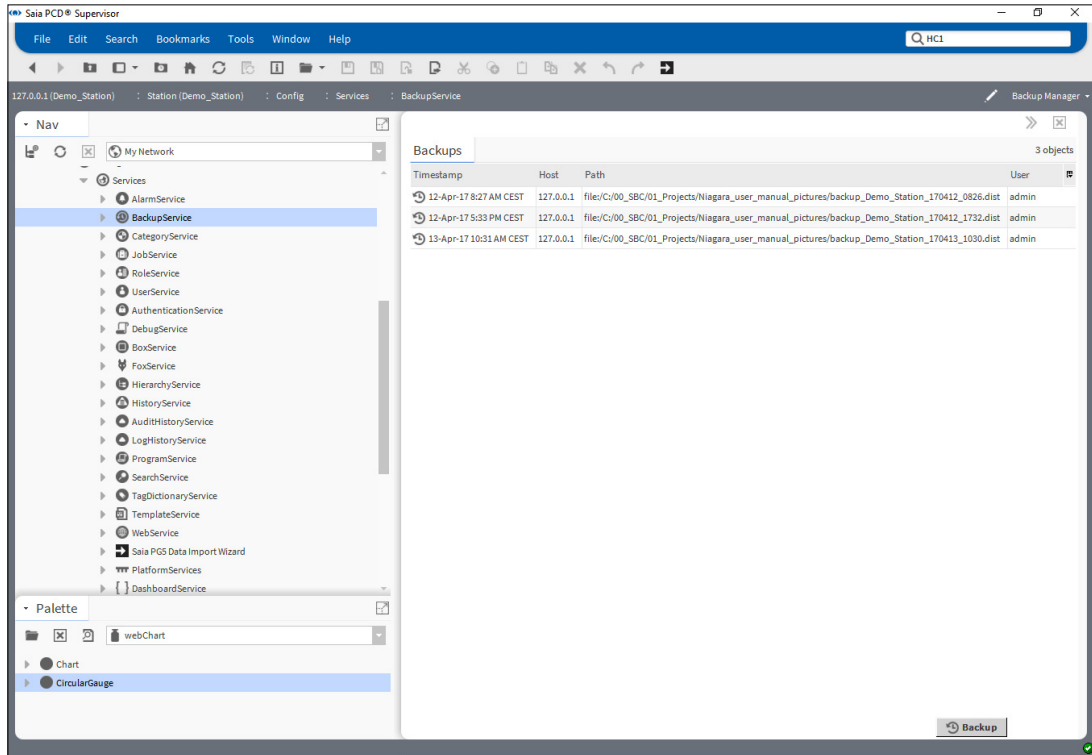 Saia PCD® Supervisor
File Edit Search Bookmarks Tools Window Help
HC1
127.0.0.1 (Demo_Station) : Station (Demo_Station) : Config : Services : BackupService
Backup Manager
Nav
My Network
Services
AlarmService
BackupService
CategoryService
JobService
RoleService
UserService
AuthenticationService
DebugService
BoxService
FoxService
HierarchyService
HistoryService
AuditHistoryService
LogHistoryService
ProgramService
SearchService
TagDictionaryService
TemplateService
WebService
Saia PG5 Data Import Wizard
PlatformServices
DashboardService
Palette
webChart
Chart
CircularGauge
Backups
3 objects
Timestamp Host Path User
12-Apr-17 8:27 AM CEST 127.0.0.1 file:/C:/00_SBC/01_Projects/Niagara_user_manual_pictures/backup_Demo_Station_170412_0826.dist admin
12-Apr-17 5:33 PM CEST 127.0.0.1 file:/C:/00_SBC/01_Projects/Niagara_user_manual_pictures/backup_Demo_Station_170412_1732.dist admin
13-Apr-17 10:31 AM CEST 127.0.0.1 file:/C:/00_SBC/01_Projects/Niagara_user_manual_pictures/backup_Demo_Station_170413_1030.dist admin
Backup